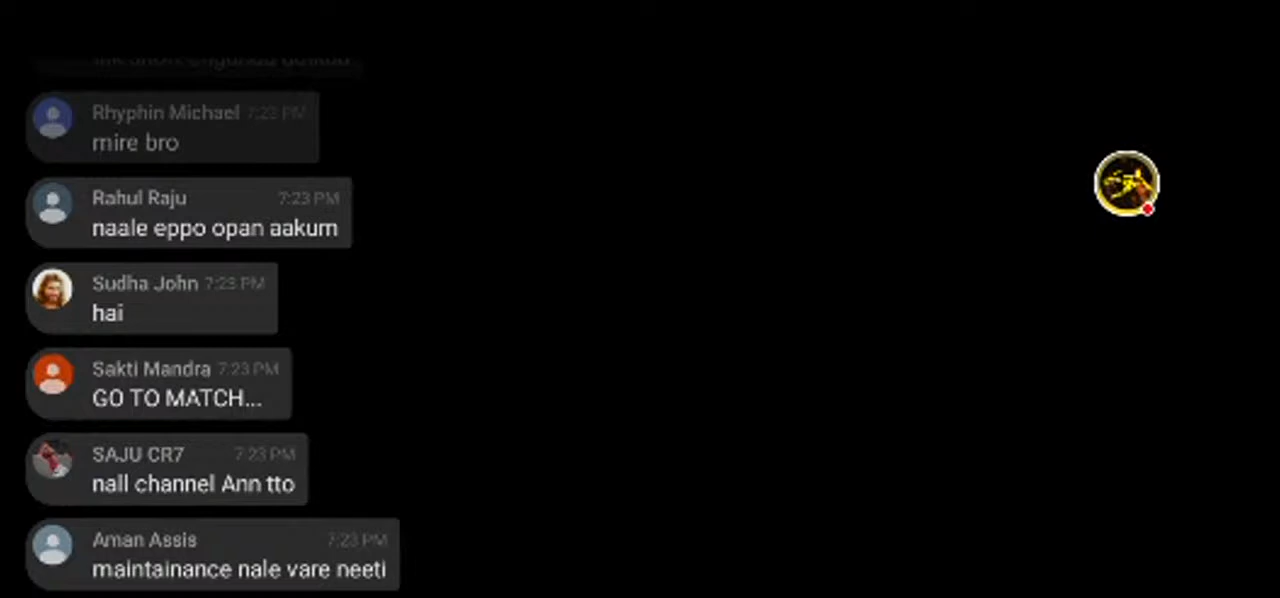 Rhyphin Michael 7:23 PM
mire bro
Rahul Raju 7:23 PM
naale eppo opan aakum
Sudha John 7:23 PM
hai
Sakti Mandra 7:23 PM
GO TO MATCH...
SAJU CR7 7:23 PM
nall channel Ann tto
Aman Assis 7:23 PM
maintainance nale vare neeti